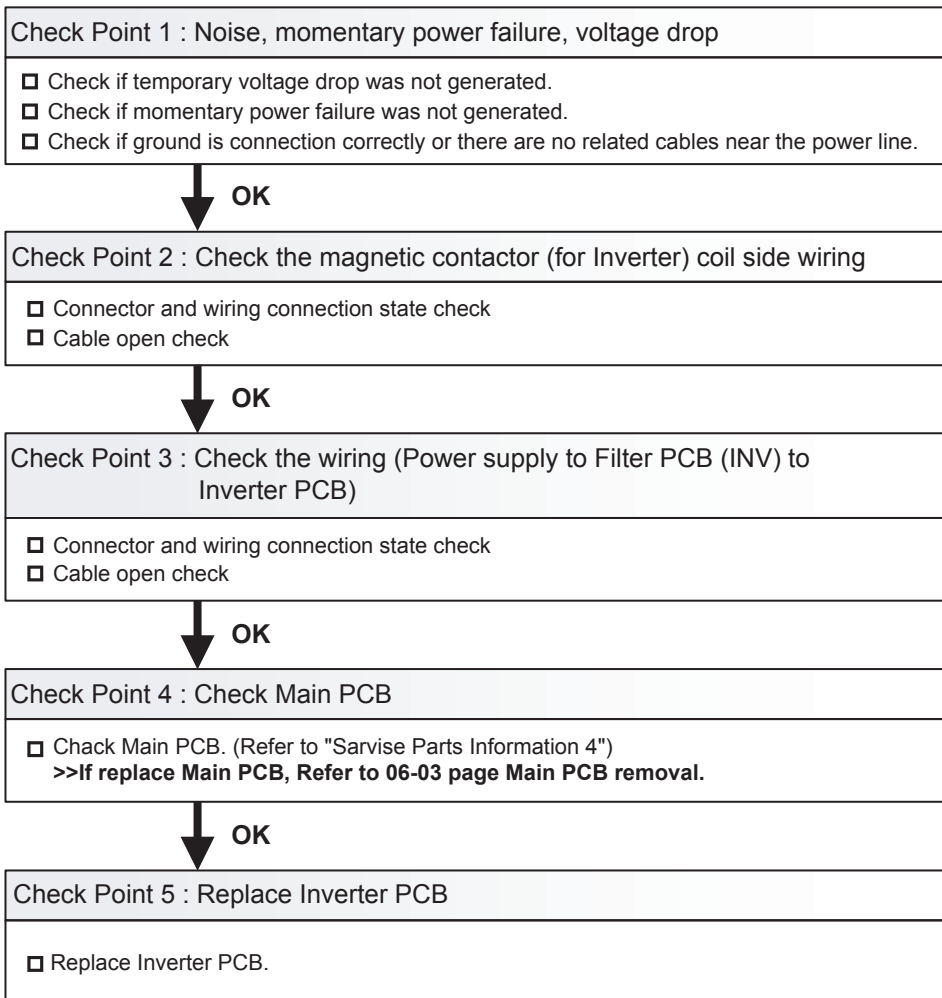 Check Point 1 : Noise, momentary power failure, voltage drop
Check if temporary voltage drop was not generated.
Check if momentary power failure was not generated.
Check if ground is connection correctly or there are no related cables near the power line.
OK
Check Point 2 : Check the magnetic contactor (for Inverter) coil side wiring
Connector and wiring connection state check
Cable open check
OK
Check Point 3 : Check the wiring (Power supply to Filter PCB (INV) to
Inverter PCB)
Connector and wiring connection state check
Cable open check
OK
Check Point 4 : Check Main PCB
Chack Main PCB. (Refer to "Sarvise Parts Information 4")
>>If replace Main PCB, Refer to 06-03 page Main PCB removal.
OK
Check Point 5 : Replace Inverter PCB
Replace Inverter PCB.